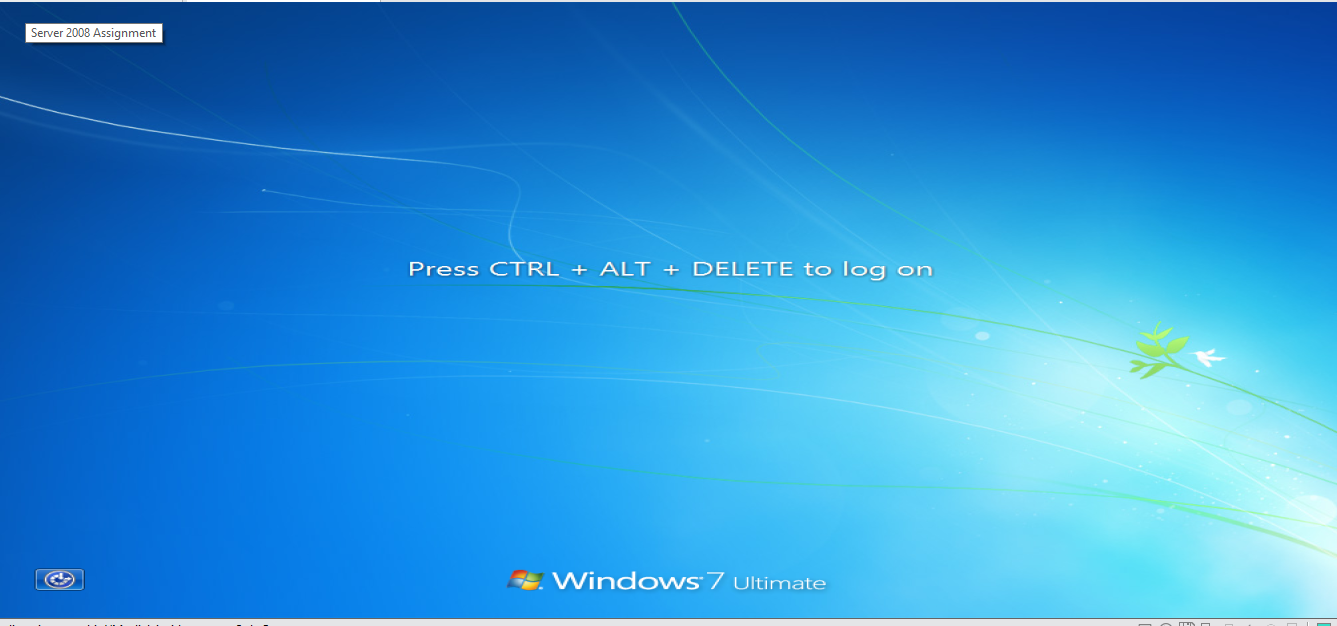 Server 2008 Assignment
Press CTRL + ALT + DELETE to log on
Windows 7 Ultimate